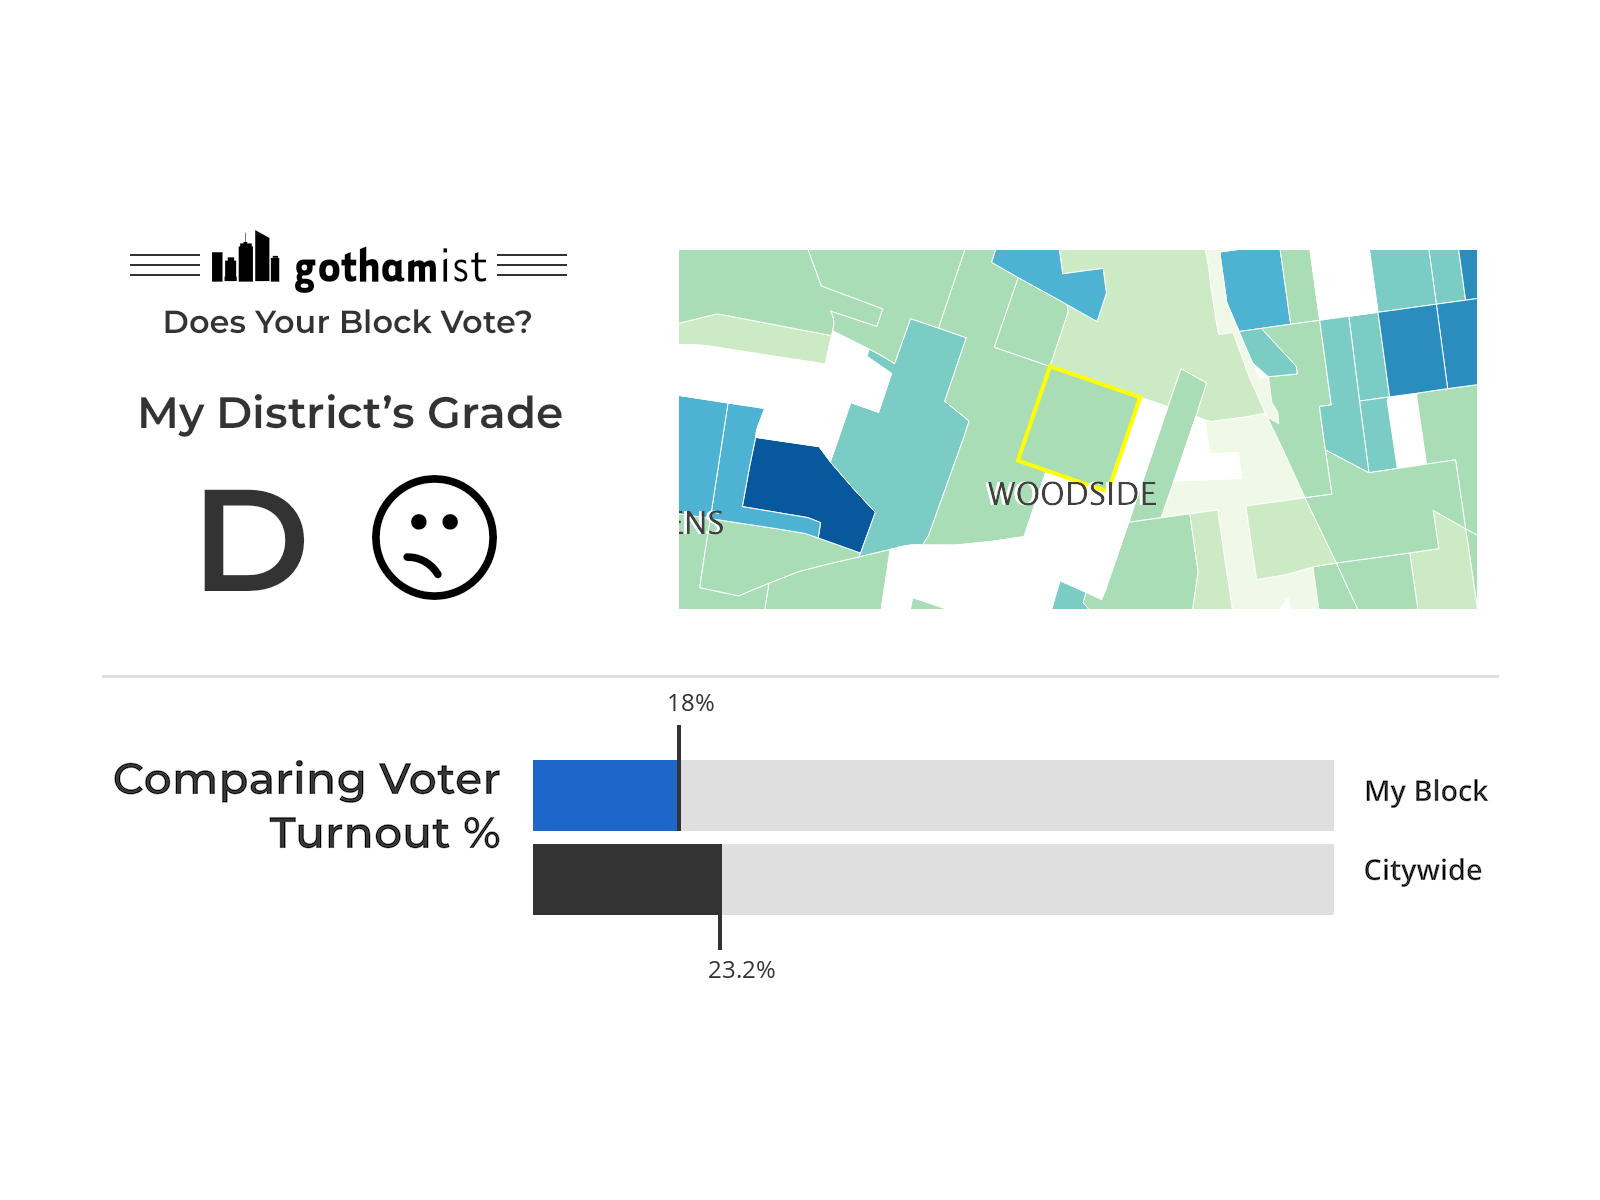 gothamist
Does Your Block Vote?
My District's Grade
D
WOODSIDE
ENS
18%
Comparing Voter
Turnout %
My Block
Citywide
23.2%